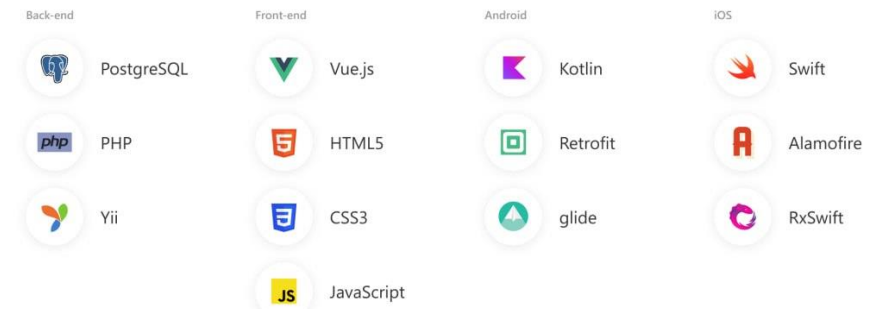 Back-end
PostgreSQL
php
PHP
Yii
Front-end
Vue.js
5
HTML5
3
CSS3
JS
JavaScript
Android
Kotlin
Retrofit
glide
iOS
Swift
A
Alamofire
RxSwift